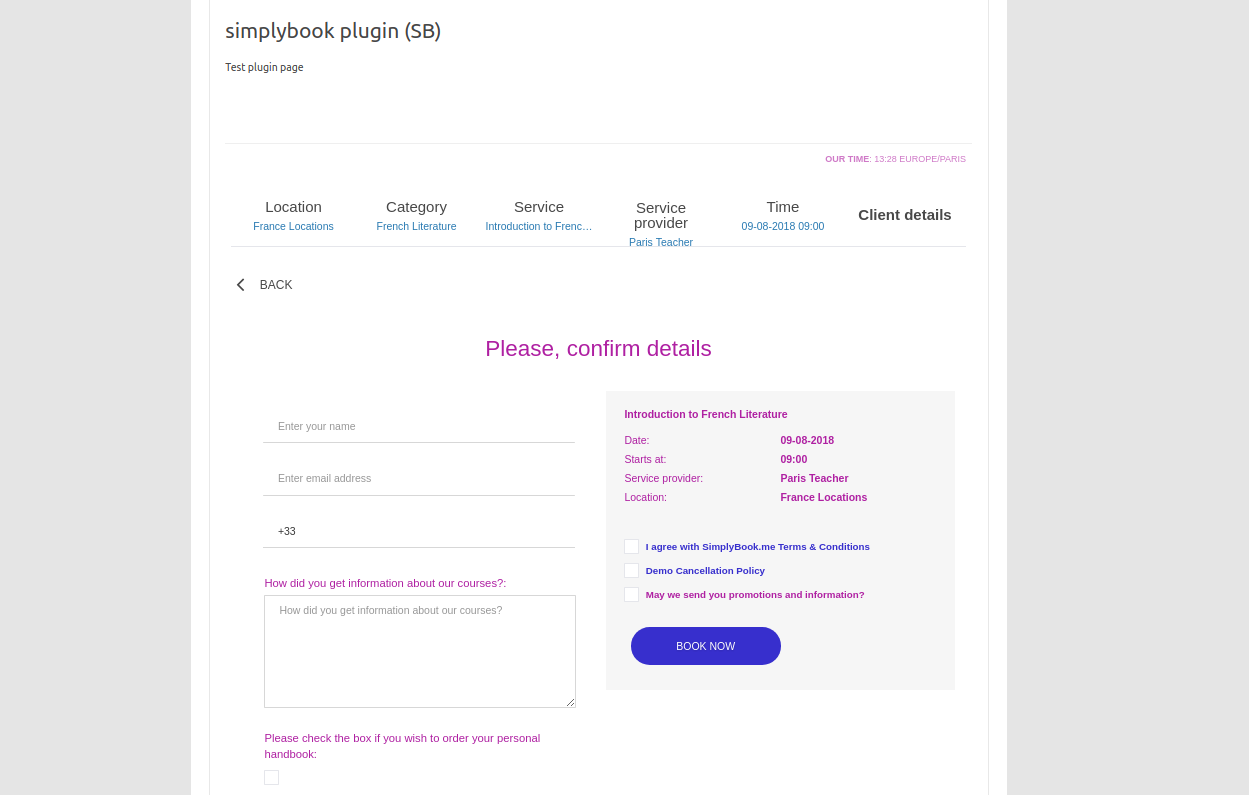 simplybook plugin (SB)
Test plugin page
OUR TIME: 13:28 EUROPE/PARIS
Location
France Locations
Category
French Literature
Service
Introduction to Frenc…
Service
provider
Paris Teacher
Time
09-08-2018 09:00
Client details
BACK
Please, confirm details
Enter your name
Enter email address
+33
How did you get information about our courses?:
How did you get information about our courses?
Please check the box if you wish to order your personal
handbook:
Introduction to French Literature
Date: 09-08-2018
Starts at: 09:00
Service provider: Paris Teacher
Location: France Locations
I agree with SimplyBook.me Terms & Conditions
Demo Cancellation Policy
May we send you promotions and information?
BOOK NOW